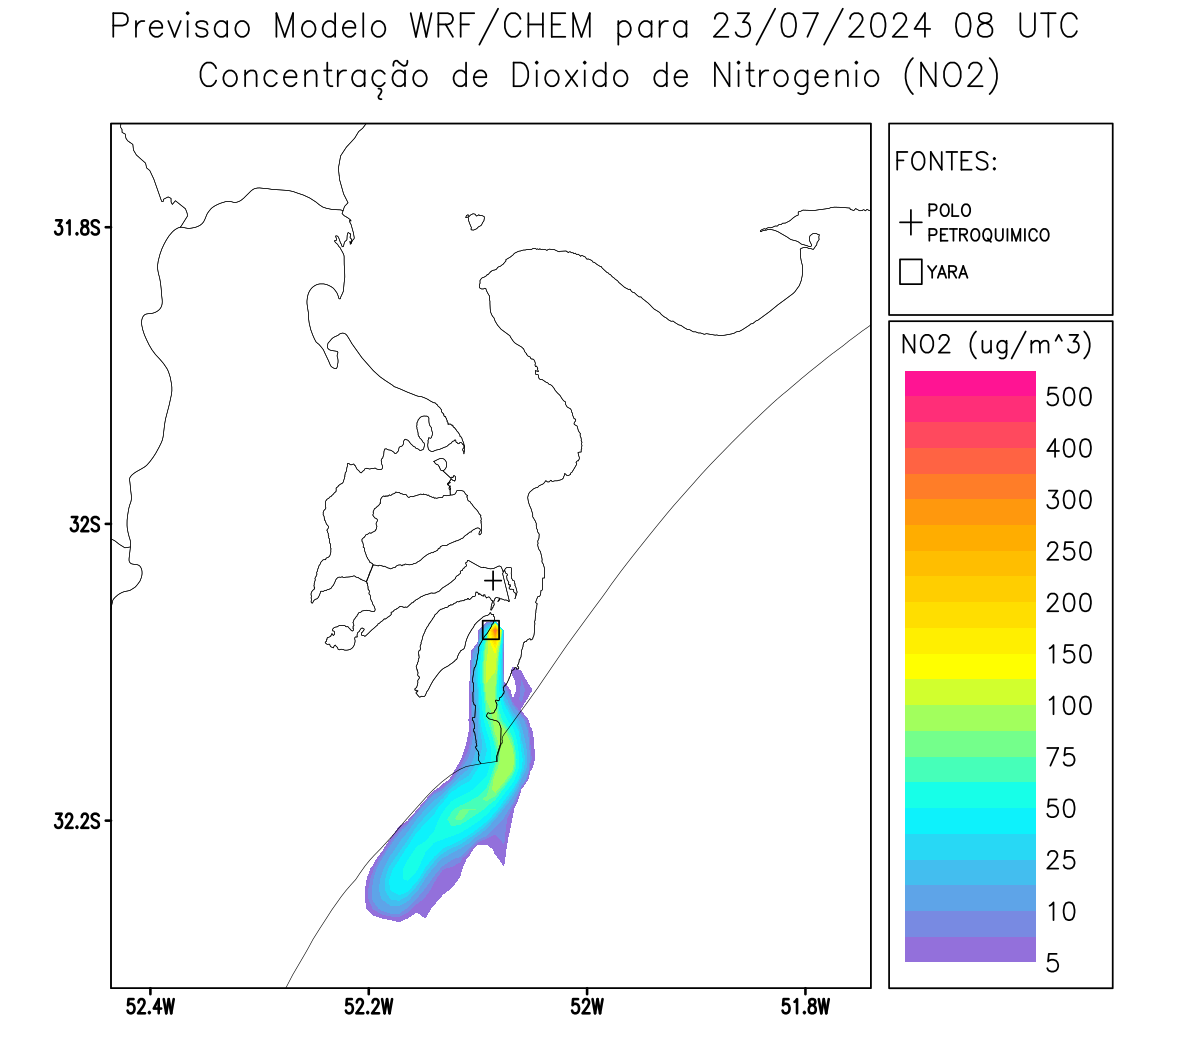 Previsao Modelo WRF/CHEM para 23/07/2024 08 UTC
Concentração de Dioxido de Nitrogenio (NO2)
FONTES:
POLO
PETROQUIMICO
YARA
NO2 (ug/m^3)
500
400
300
250
200
150
100
75
50
25
10
5
31.8S
32S
32.2S
52.4W
52.2W
52W
51.8W